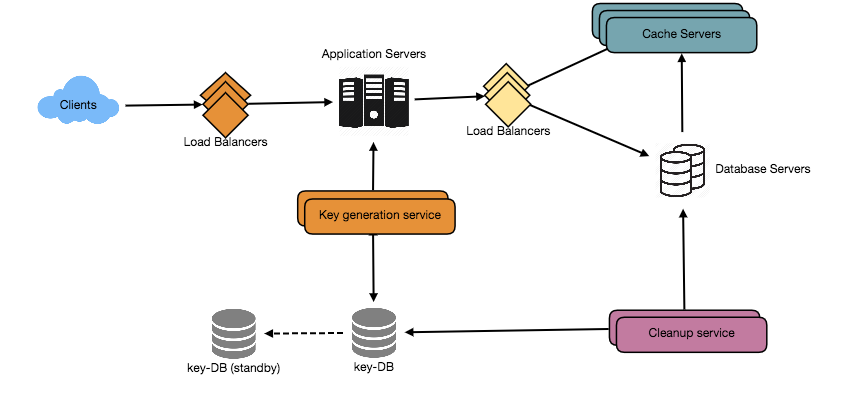 Cache Servers
Application Servers
Clients
Load Balancers
Load Balancers
Database Servers
Key generation service
Cleanup service
key-DB (standby)
key-DB